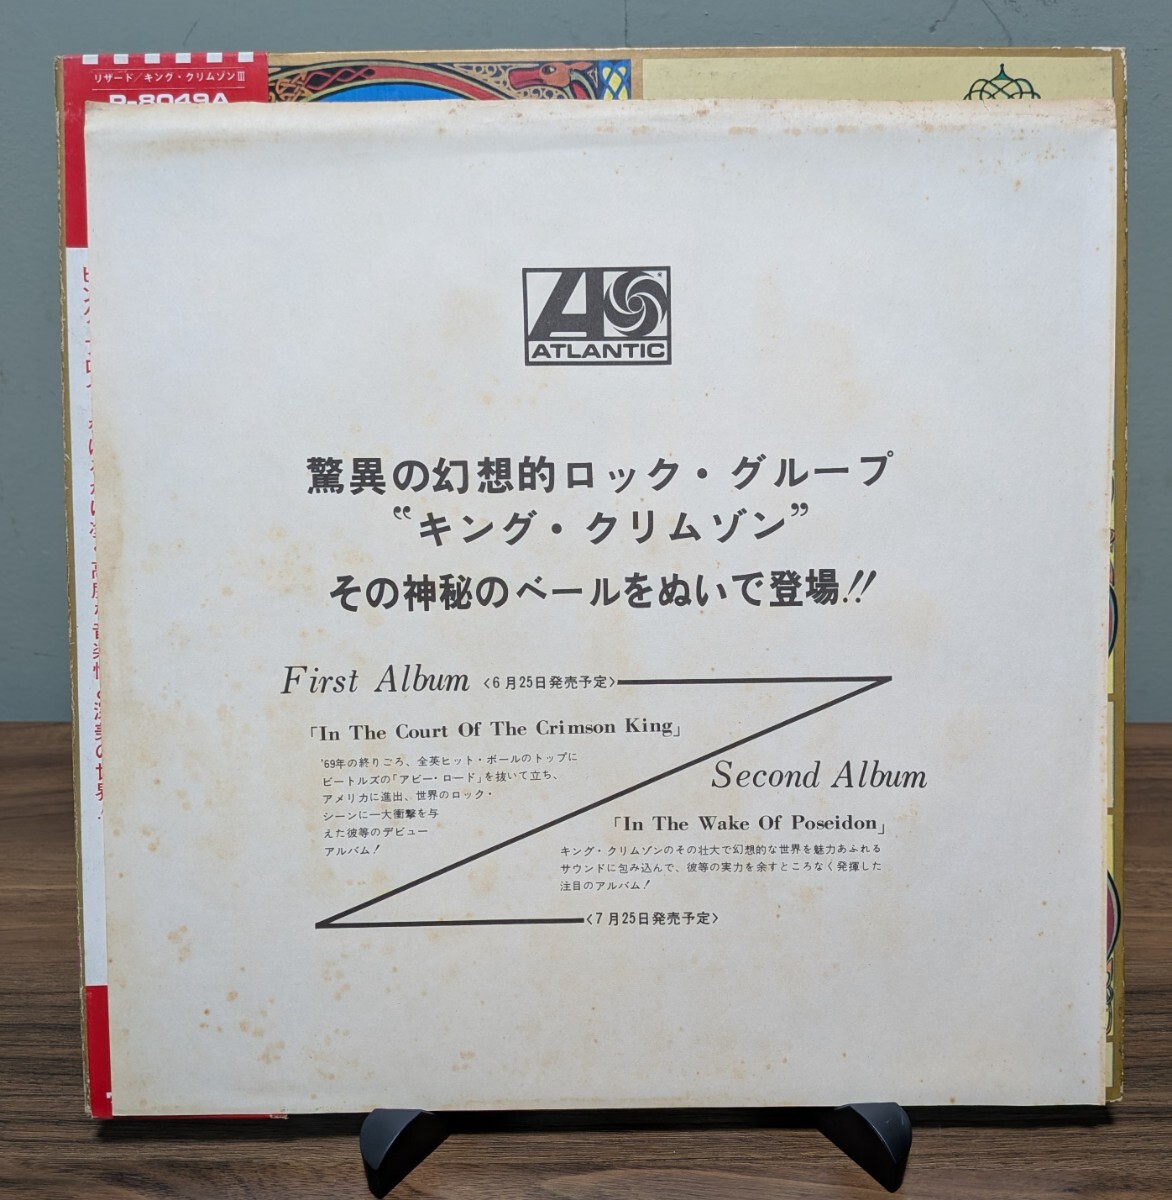 リザード／キング・クリムゾンⅢ
P-8049A
ATLANTIC
驚異の幻想的ロック・グループ
“キング・クリムゾン”
その神秘のベールをぬいで登場!!
First Album〈6月25日発売予定〉
「In The Court Of The Crimson King」
'69年の終りごろ、全英ヒット・ポールのトップに
ビートルズの「アビー・ロード」を抜いて立ち、
アメリカに進出、世界のロック・
シーンに一大衝撃を与
えた彼等のデビュー
アルバム!
Second Album
「In The Wake Of Poseidon」
キング・クリムゾンのその壮大で幻想的な世界を魅力あふれる
サウンドに包み込んで、彼等の実力を余すところなく発揮した
注目のアルバム!
〈7月25日発売予定〉